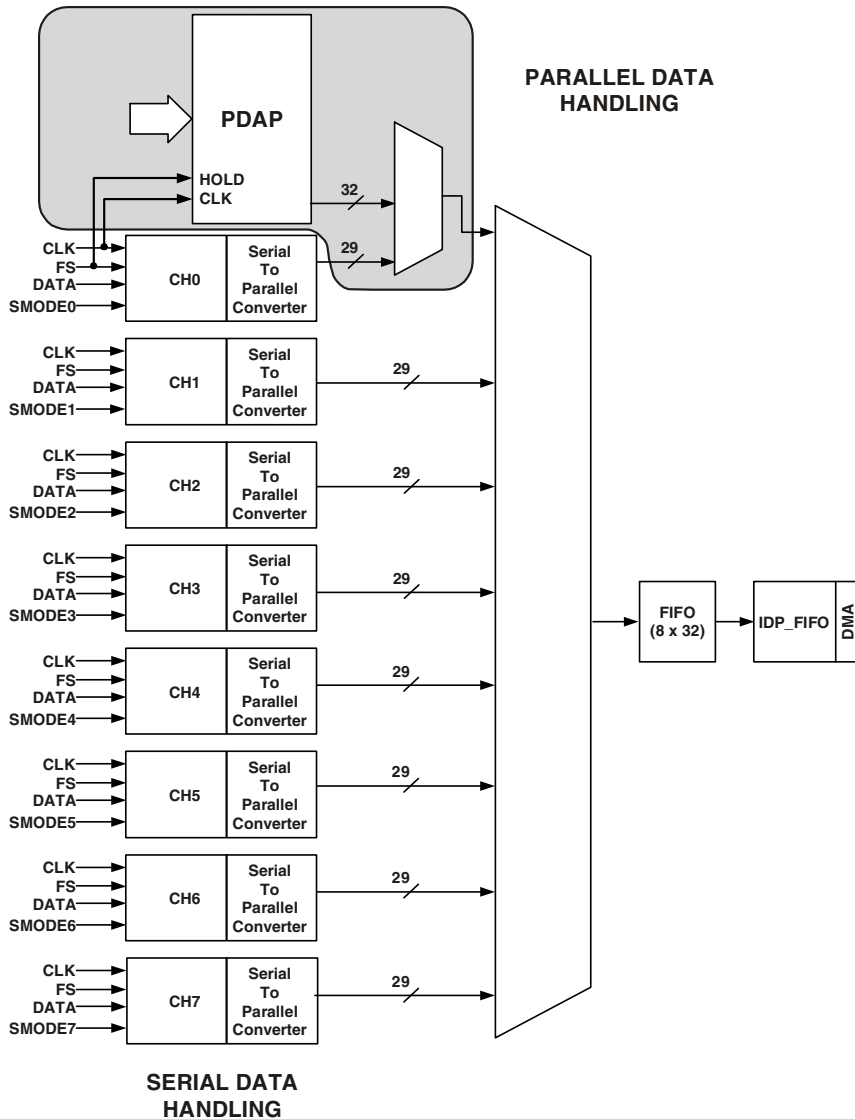 PARALLEL DATA
HANDLING
PDAP
HOLD
CLK
32
CLK
FS
DATA
SMODE0
CH0
Serial
To
Parallel
Converter
29
CLK
FS
DATA
SMODE1
CH1
Serial
To
Parallel
Converter
29
CLK
FS
DATA
SMODE2
CH2
Serial
To
Parallel
Converter
29
CLK
FS
DATA
SMODE3
CH3
Serial
To
Parallel
Converter
29
CLK
FS
DATA
SMODE4
CH4
Serial
To
Parallel
Converter
29
CLK
FS
DATA
SMODE5
CH5
Serial
To
Parallel
Converter
29
CLK
FS
DATA
SMODE6
CH6
Serial
To
Parallel
Converter
29
CLK
FS
DATA
SMODE7
CH7
Serial
To
Parallel
Converter
29
FIFO
(8 x 32)
IDP_FIFO
DMA
SERIAL DATA
HANDLING